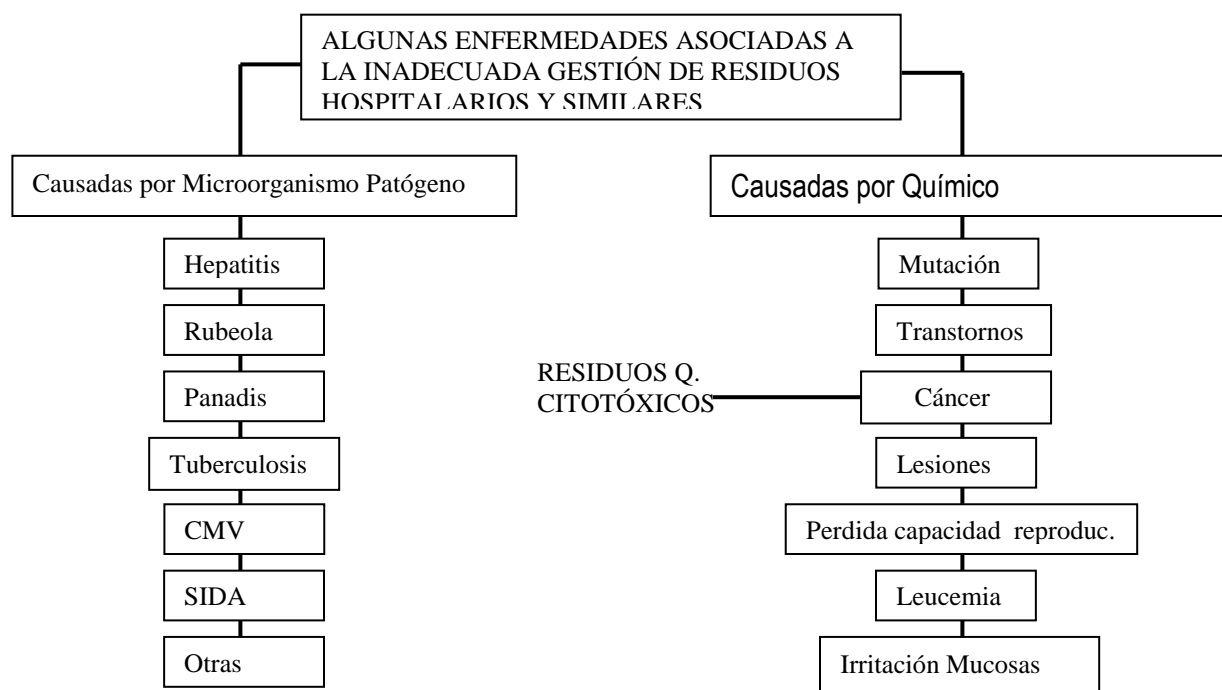 ALGUNAS ENFERMEDADES ASOCIADAS A
LA INADECUADA GESTIÓN DE RESIDUOS
HOSPITALARIOS Y SIMILARES
Causadas por Microorganismo Patógeno
Hepatitis
Rubeola
Panadis
Tuberculosis
CMV
SIDA
Otras
Causadas por Químico
Mutación
Transtornos
RESIDUOS Q.
CITOTÓXICOS
Cáncer
Lesiones
Perdida capacidad reproduc.
Leucemia
Irritación Mucosas